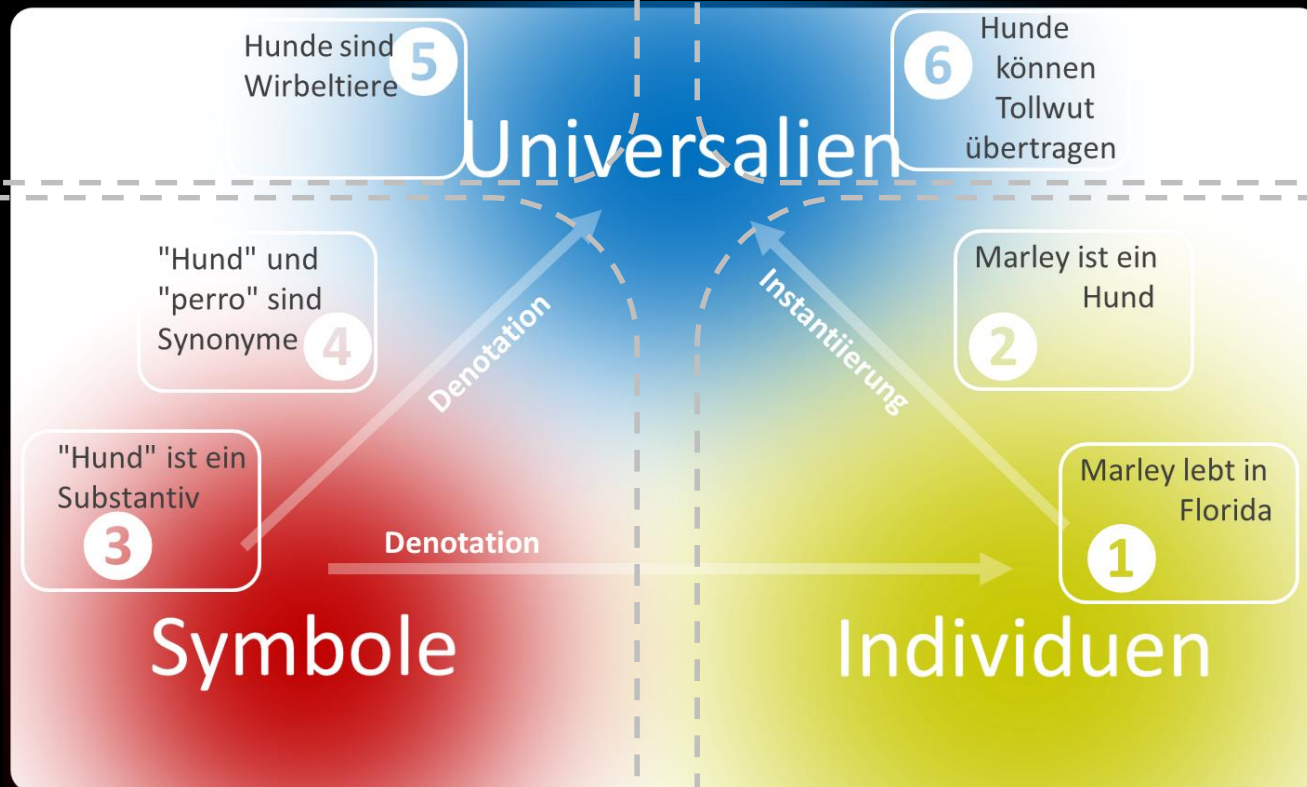 Hunde sind
Wirbeltiere
5
6
Hunde
können
Tollwut
übertragen
Universalien
"Hund" und
"perro" sind
Synonyme
4
Denotation
Instantiierung
Marley ist ein
Hund
2
"Hund" ist ein
Substantiv
3
Denotation
Marley lebt in
Florida
1
Symbole
Individuen